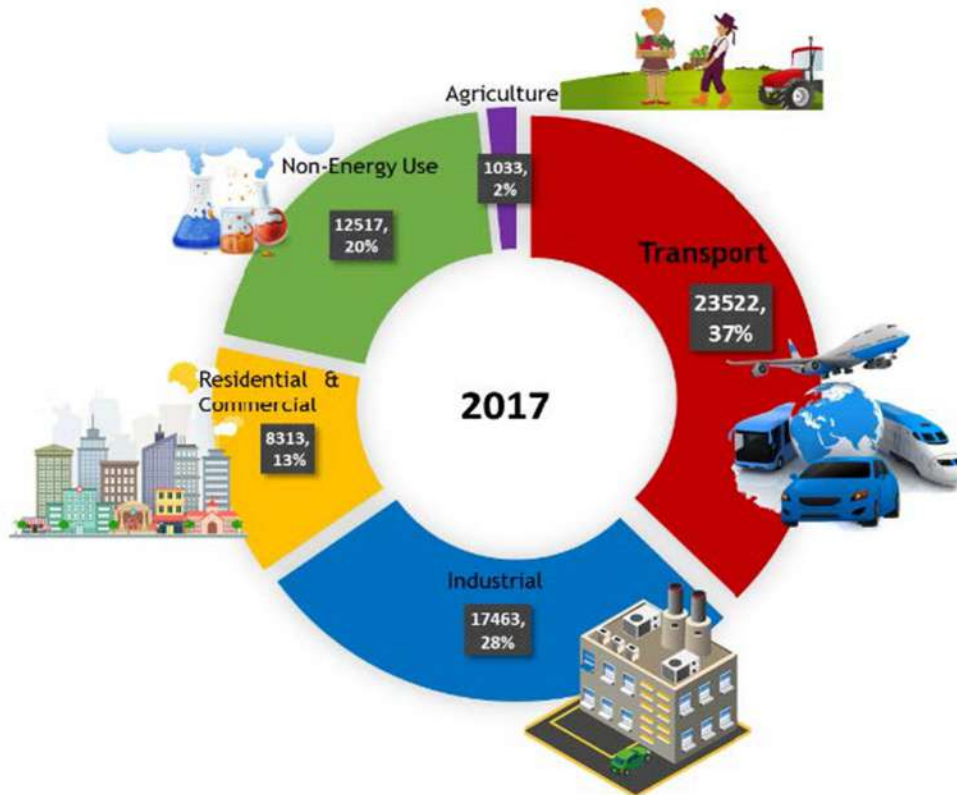 Agriculture
1033,
2%
Non-Energy Use
12517,
20%
Transport
23522,
37%
Residential &
Commercial
8313,
13%
2017
Industrial
17463,
28%